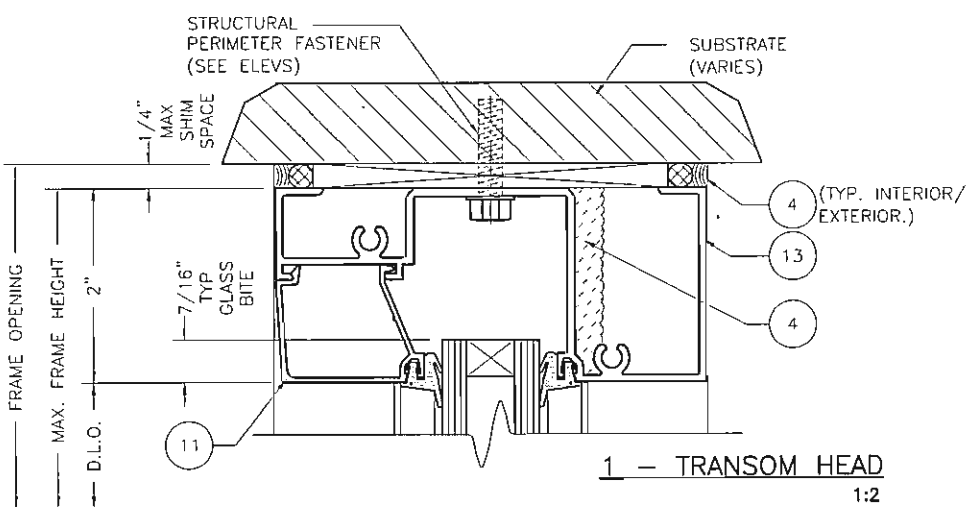 STRUCTURAL
PERIMETER FASTENER
(SEE ELEVS)
SUBSTRATE
(VARIES)
1/4"
MAX
SHIM
SPACE
4
(TYP. INTERIOR/
EXTERIOR.)
13
4
FRAME OPENING
MAX. FRAME HEIGHT
2"
D.L.O.
7/16"
TYP
GLASS
BITE
11
1 - TRANSOM HEAD
1:2